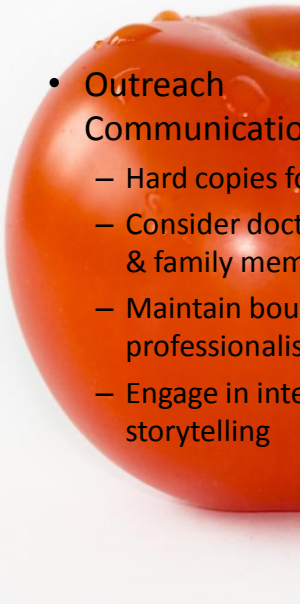 • Outreach
Communicatio
– Hard copies fo
– Consider doct
& family mem
– Maintain bou
professionalis
– Engage in inte
storytelling